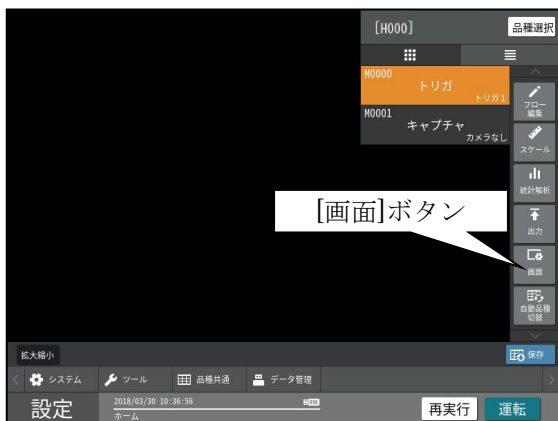 [H000]
品種選択
M0000
トリガ
トリガ1
M0001
キャプチャ
カメラなし
フロー
編集
スケール
統計解析
[画面]ボタン
出力
画面
自動品種
切替
拡大縮小
保存
システム
ツール
品種共通
データ管理
設定
2018/03/30 10:36:56
ホーム
再実行
運転